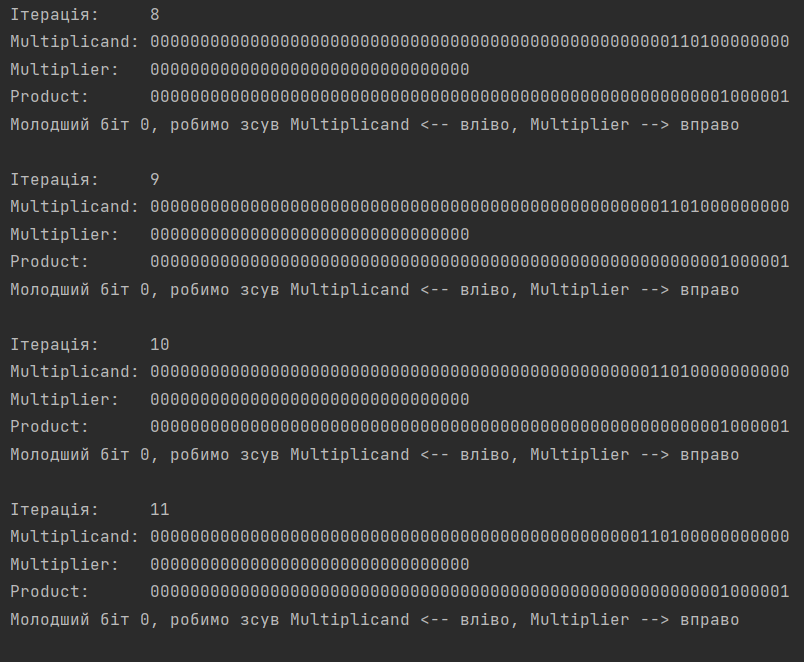 Ітерація:     8
Multiplicand: 0000000000000000000000000000000000000000000000000000110100000000
Multiplier:   00000000000000000000000000000000
Product:      0000000000000000000000000000000000000000000000000000000001000001
Молодший біт 0, робимо зсув Multiplicand <-- вліво, Multiplier --> вправо
Ітерація:     9
Multiplicand: 0000000000000000000000000000000000000000000000000001101000000000
Multiplier:   00000000000000000000000000000000
Product:      0000000000000000000000000000000000000000000000000000000001000001
Молодший біт 0, робимо зсув Multiplicand <-- вліво, Multiplier --> вправо
Ітерація:     10
Multiplicand: 0000000000000000000000000000000000000000000000000011010000000000
Multiplier:   00000000000000000000000000000000
Product:      0000000000000000000000000000000000000000000000000000000001000001
Молодший біт 0, робимо зсув Multiplicand <-- вліво, Multiplier --> вправо
Ітерація:     11
Multiplicand: 0000000000000000000000000000000000000000000000000110100000000000
Multiplier:   00000000000000000000000000000000
Product:      0000000000000000000000000000000000000000000000000000000001000001
Молодший біт 0, робимо зсув Multiplicand <-- вліво, Multiplier --> вправо